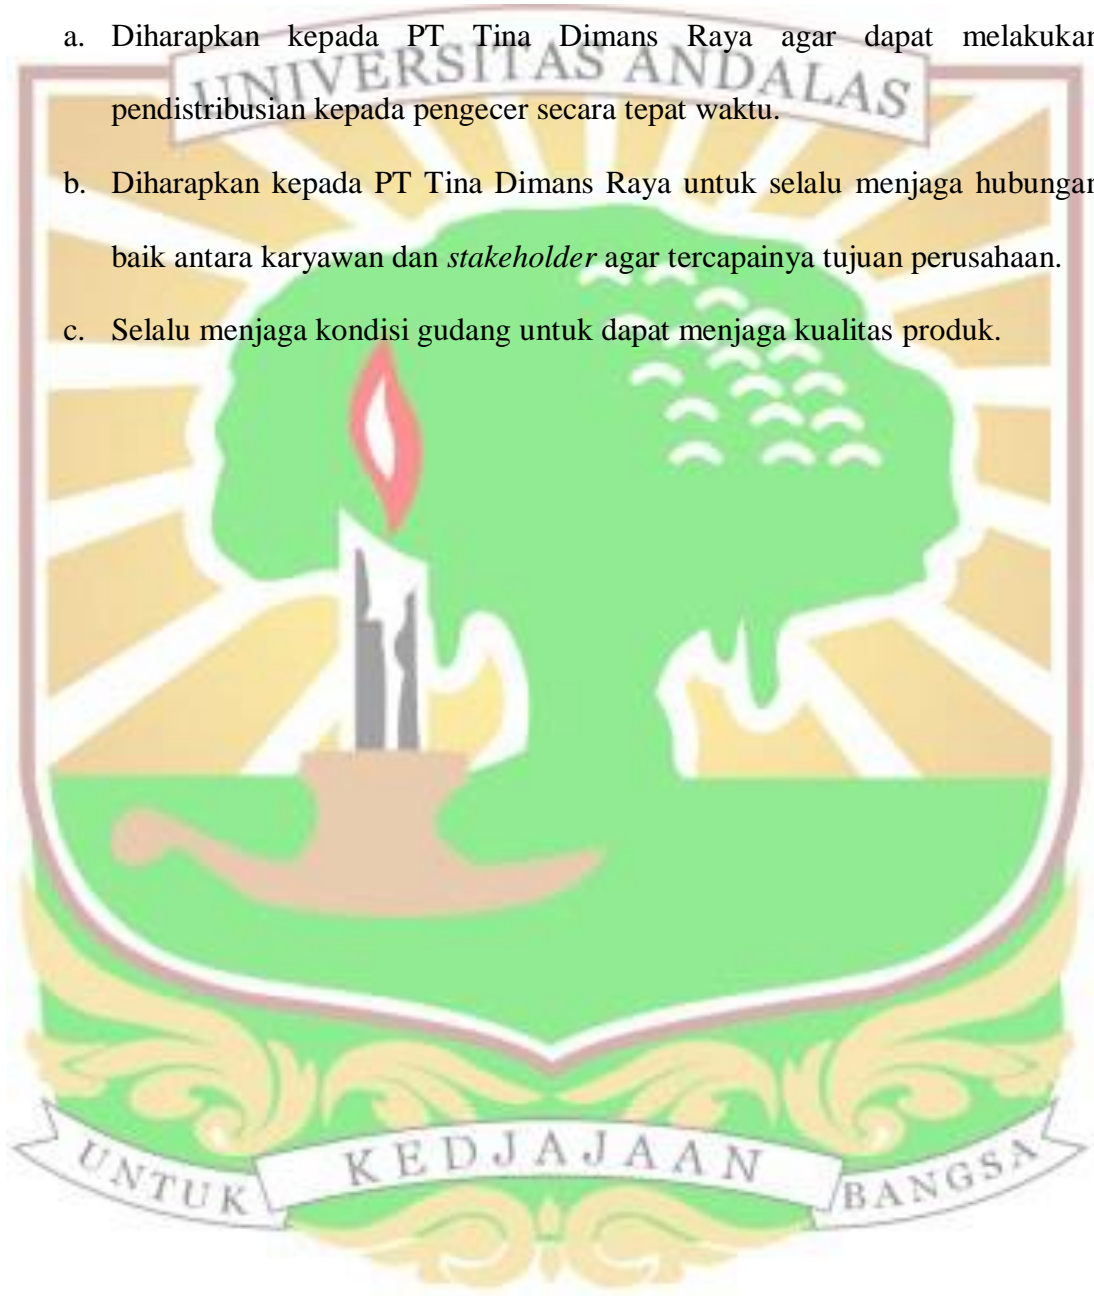 a. Diharapkan kepada PT Tina Dimans Raya agar dapat melakukan
UNIVERSITAS ANDALAS
pendistribusian kepada pengecer secara tepat waktu.
b. Diharapkan kepada PT Tina Dimans Raya untuk selalu menjaga hubungan
baik antara karyawan dan stakeholder agar tercapainya tujuan perusahaan.
c. Selalu menjaga kondisi gudang untuk dapat menjaga kualitas produk.
UNTUK KEDJAJAAN BANGSA